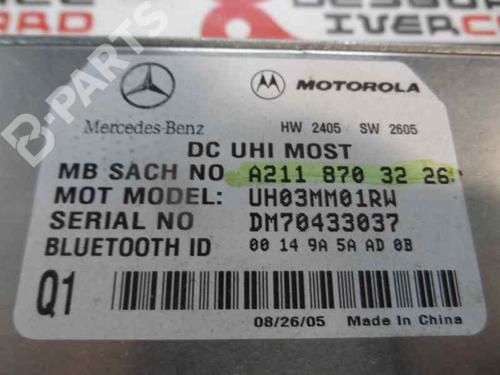 B-PARTS
IVERCAR
Mercedes-Benz
MOTOROLA
HW 2405 SW 2605
DC UHI MOST
MB SACH NO A211 870 32 26
MOT MODEL: UH03MM01RW
SERIAL NO DM70433037
BLUETOOTH ID 00 14 9A 5A AD 0B
Q1
08/26/05 Made In China